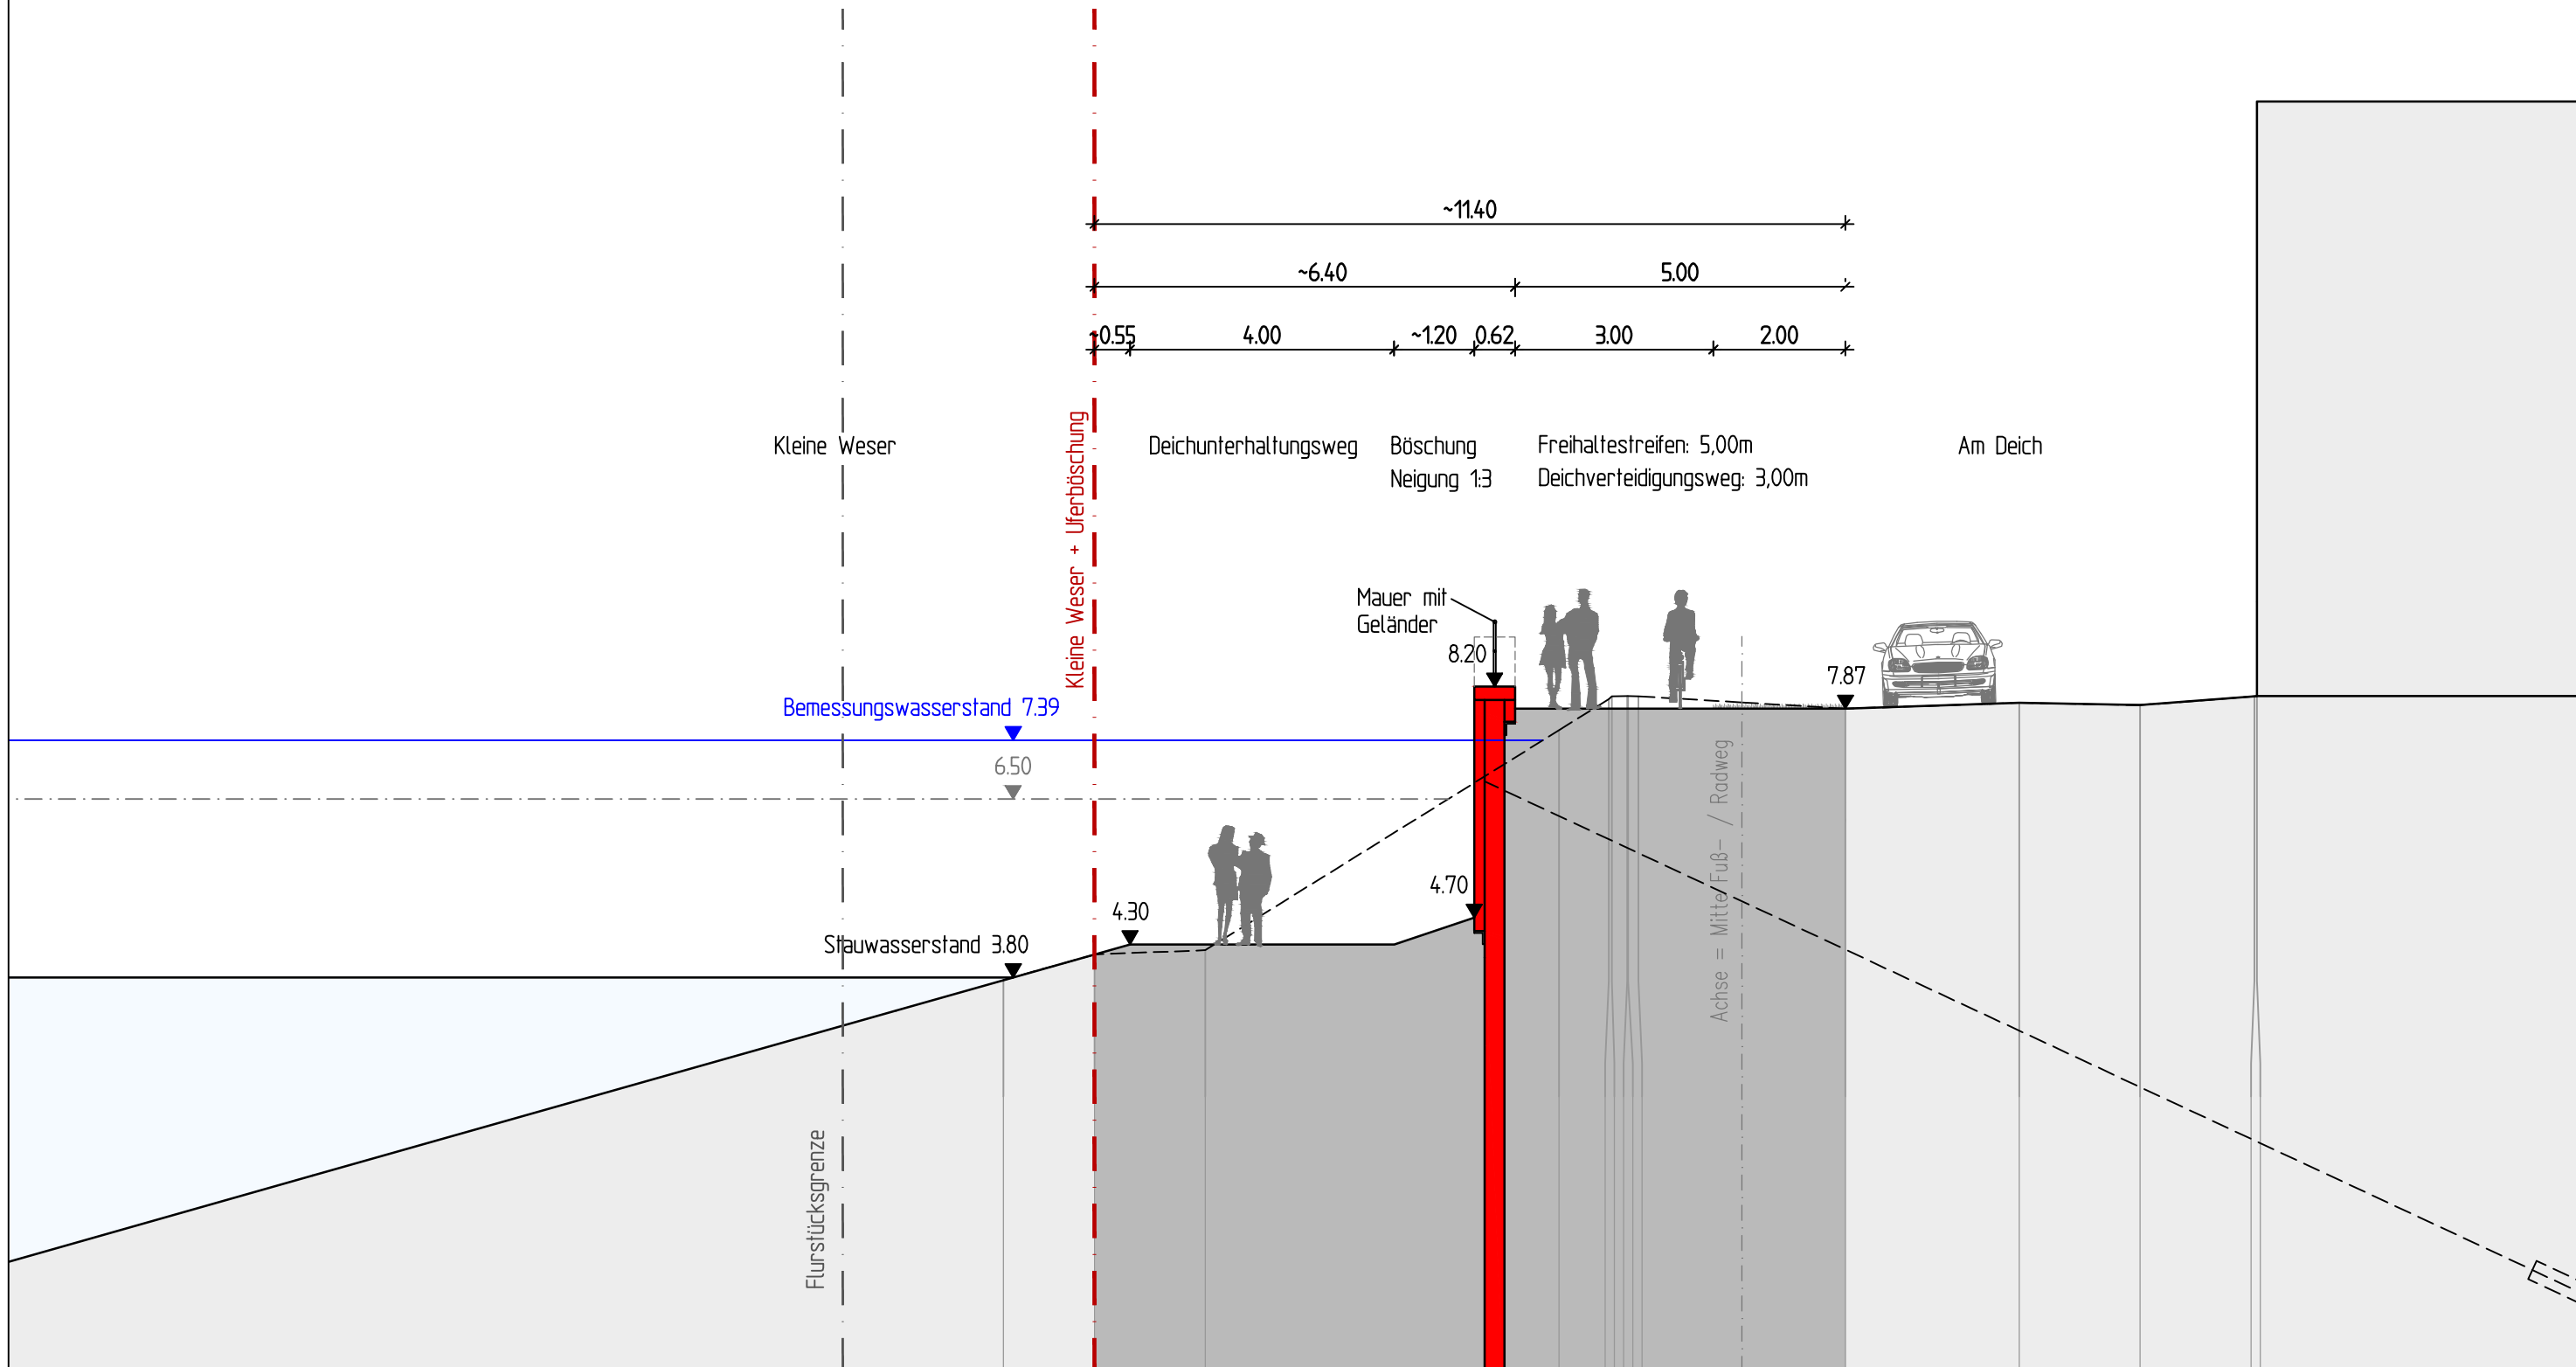 ~11.40
~6.40
5.00
~0.55
4.00
~1.20
0.62
3.00
2.00
Kleine Weser
Kleine Weser + Uferböschung
Deichunterhaltungsweg
Böschung
Neigung 1:3
Freihaltestreifen: 5,00m
Deichverteidigungsweg: 3,00m
Am Deich
Mauer mit
Geländer
8.20
7.87
Bemessungswasserstand 7.39
6.50
4.70
4.30
Stauwasserstand 3.80
Achse = Mitte Fuß- / Radweg
Flurstücksgrenze